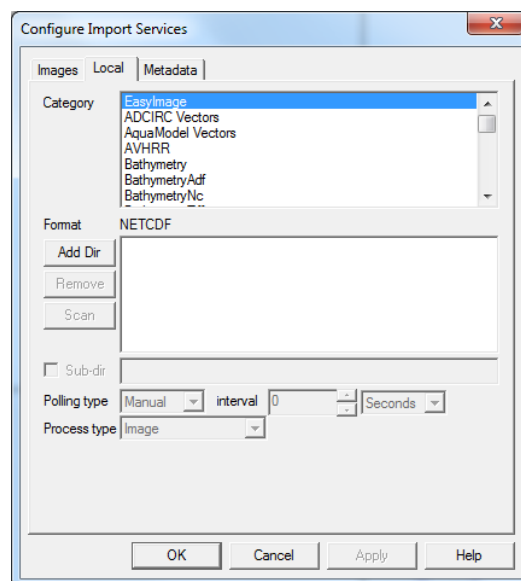 Configure Import Services
Images Local Metadata
Category
EasyImage
ADCIRC Vectors
AquaModel Vectors
AVHRR
Bathymetry
BathymetryAdf
BathymetryNc
Format NETCDF
Add Dir
Remove
Scan
Sub-dir
Polling type Manual interval 0 Seconds
Process type Image
OK Cancel Apply Help